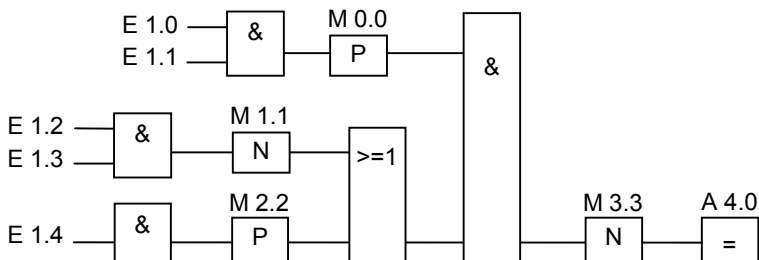 E 1.0
&
M 0.0
E 1.1
P
&
E 1.2
&
M 1.1
E 1.3
N
>=1
E 1.4
&
M 2.2
P
M 3.3
N
A 4.0
=